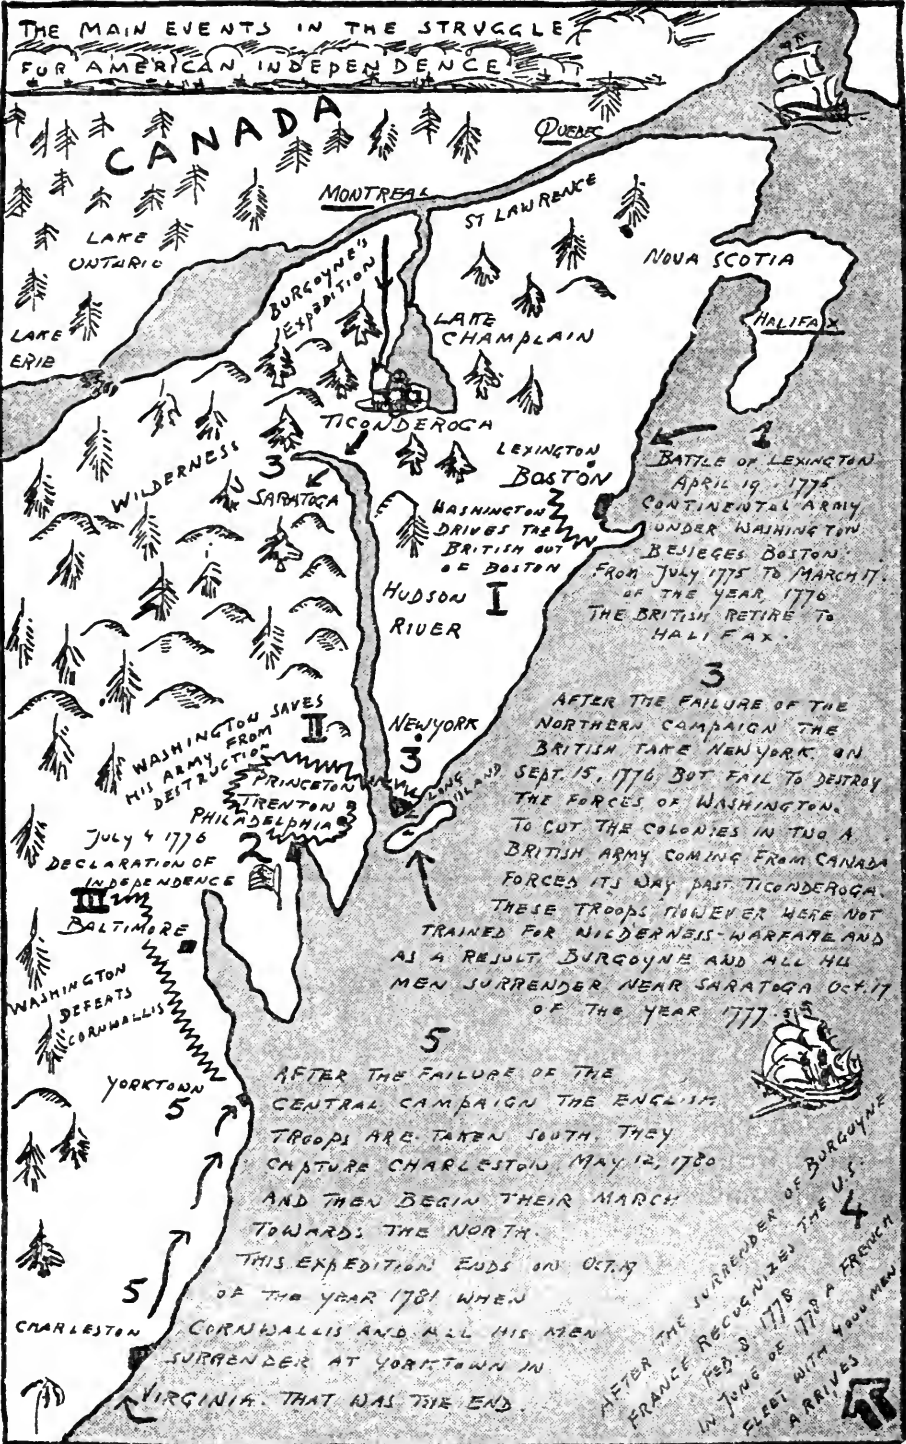 THE MAIN EVENTS IN THE STRUGGLE
FUR AMERICAN INDEPENDENCE
CANADA
QUEBEC
MONTREAL
ST LAWRENCE
LAKE
ONTARIO
BURGOYNE'S
EXPEDITION
NOVA SCOTIA
HALIFAX
LAKE
ERIE
LAKE
CHAMPLAIN
TICONDEROGA
WILDERNESS
3
SARATOGA
LEXINGTON
BOSTON
WASHINGTON
DRIVES THE
BRITISH OUT
OF BOSTON
I
HUDSON
RIVER
1
BATTLE OF LEXINGTON
APRIL 19, 1775
CONTINENTAL ARMY
UNDER WASHINGTON
BESIEGES BOSTON
FROM JULY 1775 TO MARCH 17
OF THE YEAR, 1776
THE BRITISH RETIRE TO
HALIFAX.
WASHINGTON SAVES
HIS ARMY FROM
DESTRUCTION
II
NEWYORK
3
LONG
ISLAND
PRINCETON
TRENTON
PHILADELPHIA
2
JULY 4 1776
DECLARATION OF
INDEPENDENCE
III
BALTIMORE
WASHINGTON
DEFEATS
CORNWALLIS
YORKTOWN
5
3
AFTER THE FAILURE OF THE
NORTHERN CAMPAIGN THE
BRITISH TAKE NEWYORK ON
SEPT. 15, 1776, BUT FAIL TO DESTROY
THE FORCES OF WASHINGTON.
TO CUT THE COLONIES IN TWO A
BRITISH ARMY COMING FROM CANADA
FORCED ITS WAY PAST TICONDEROGA.
THESE TROOPS HOWEVER WERE NOT
TRAINED FOR WILDERNESS-WARFARE AND
AS A RESULT BURGOYNE AND ALL HIS
MEN SURRENDER NEAR SARATOGA OCT. 17
OF THE YEAR 1777.
5
AFTER THE FAILURE OF THE
CENTRAL CAMPAIGN THE ENGLISH
TROOPS ARE TAKEN SOUTH. THEY
CAPTURE CHARLESTON, MAY 12, 1780
AND THEN BEGIN THEIR MARCH
TOWARDS THE NORTH.
THIS EXPEDITION ENDS ON OCT. 19
OF THE YEAR 1781 WHEN
CORNWALLIS AND ALL HIS MEN
SURRENDER AT YORKTOWN IN
VIRGINIA. THAT WAS THE END.
5
CHARLESTON
4
AFTER THE SURRENDER OF BURGOYNE
FRANCE RECOGNIZES THE U.S.
FEB 8, 1778
IN JUNE OF 1778 A FRENCH
FLEET WITH 4000 MEN
ARRIVES